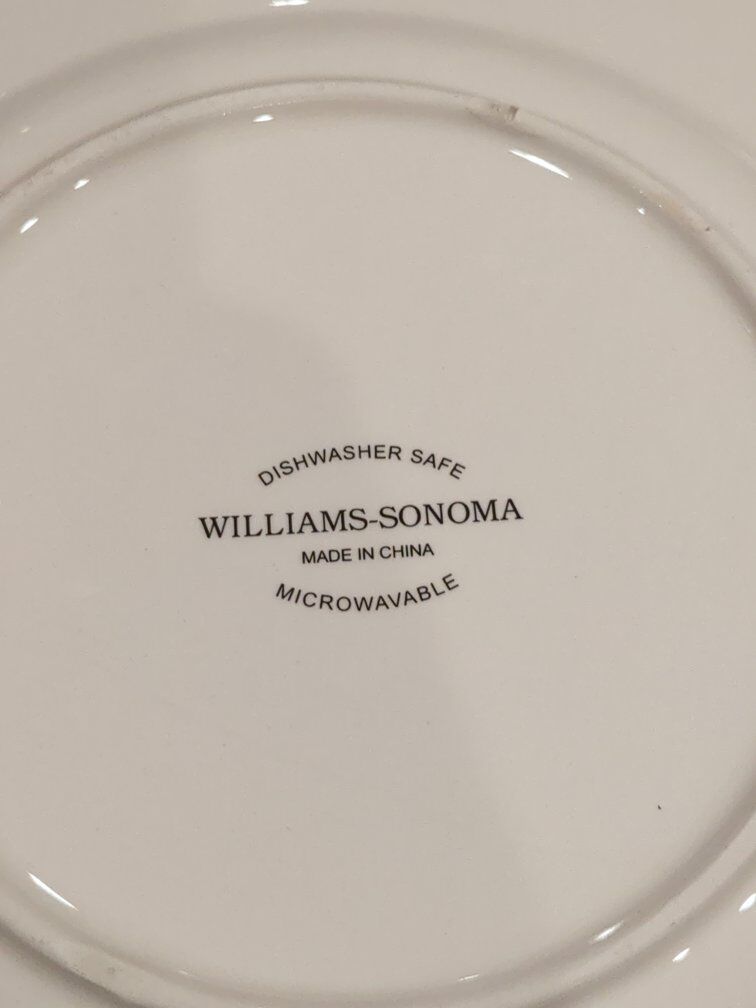 DISHWASHER SAFE
WILLIAMS-SONOMA
MADE IN CHINA
MICROWAVABLE